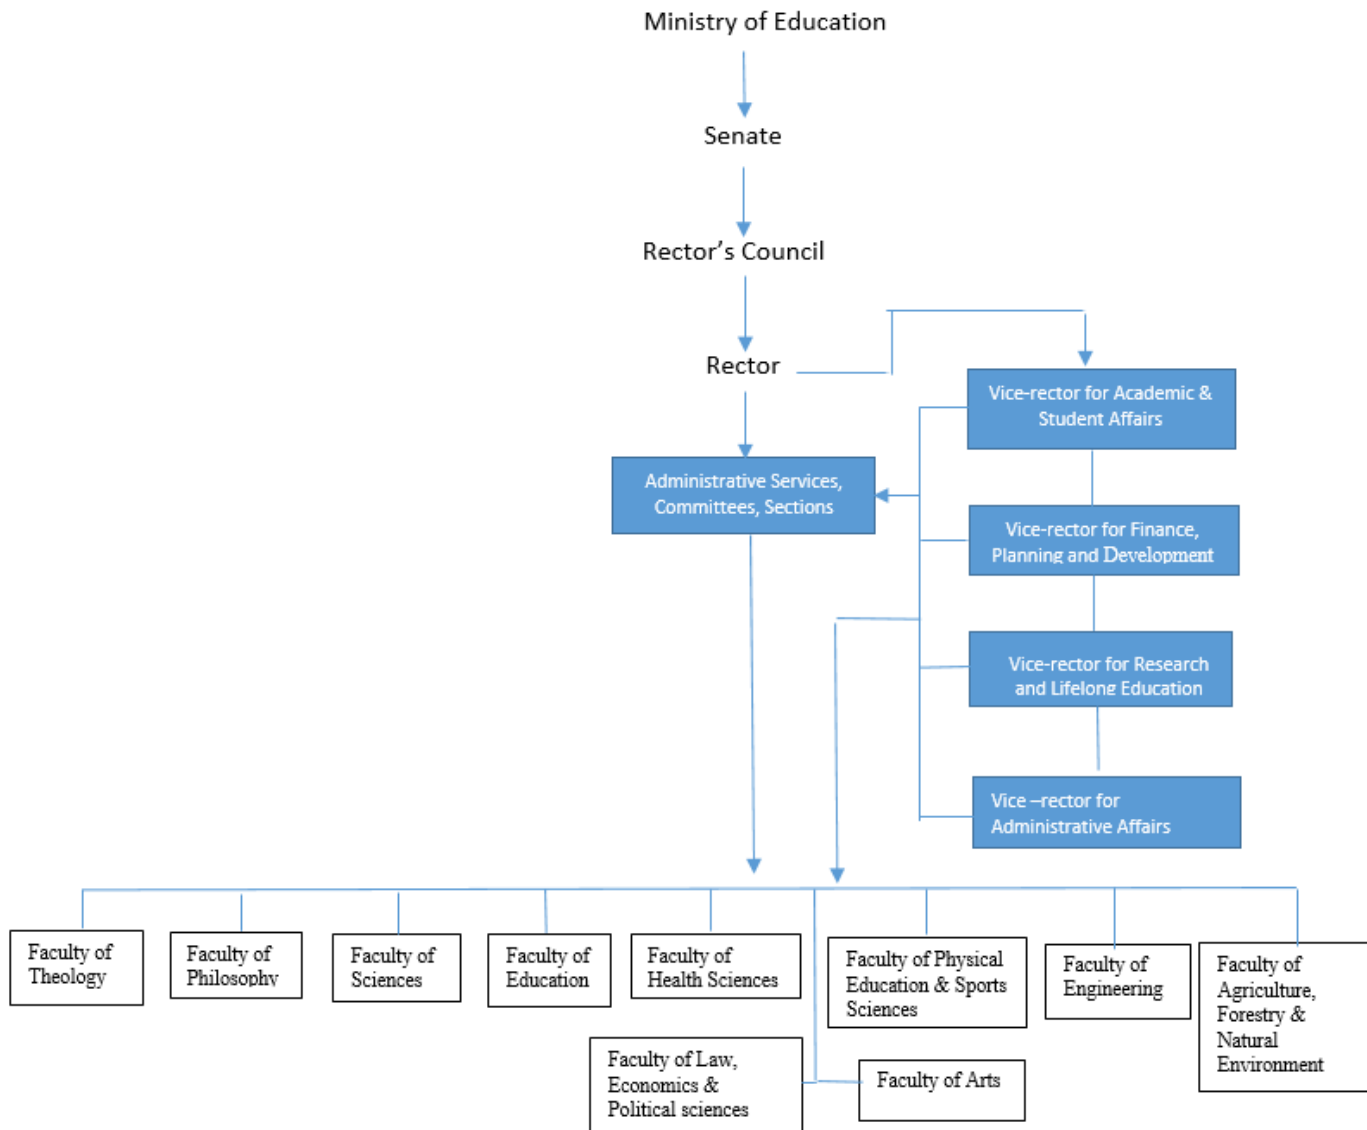 Ministry of Education
Senate
Rector’s Council
Rector
Vice-rector for Academic &
Student Affairs
Administrative Services,
Committees, Sections
Vice-rector for Finance,
Planning and Development
Vice-rector for Research
and Lifelong Education
Vice –rector for
Administrative Affairs
Faculty of
Theology
Faculty of
Philosophy
Faculty of
Sciences
Faculty of
Education
Faculty of
Health Sciences
Faculty of Physical
Education & Sports
Sciences
Faculty of
Engineering
Faculty of
Agriculture,
Forestry &
Natural
Environment
Faculty of Law,
Economics &
Political sciences
Faculty of Arts